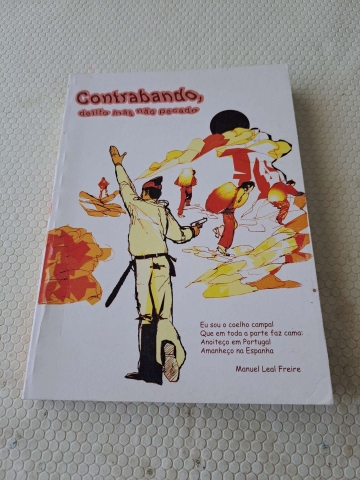 Contrabando,
delito mas não pecado
Eu sou o coelho campal
Que em toda a parte faz cama:
Anoiteço em Portugal
Amanheço na Espanha
Manuel Leal Freire